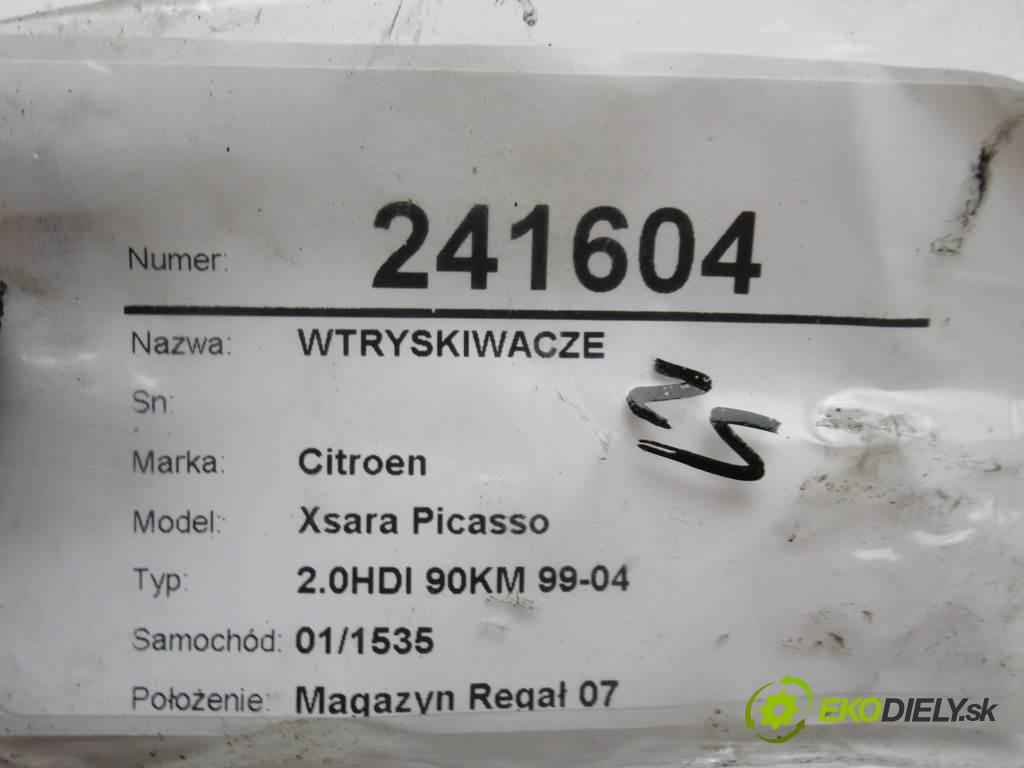 Numer: 241604
Nazwa: WTRYSKIWACZE
Sn:
Marka: Citroen
Model: Xsara Picasso
Typ: 2.0HDI 90KM 99-04
Samochód: 01/1535
Położenie: Magazyn Regał 07
EKODIELY.sk